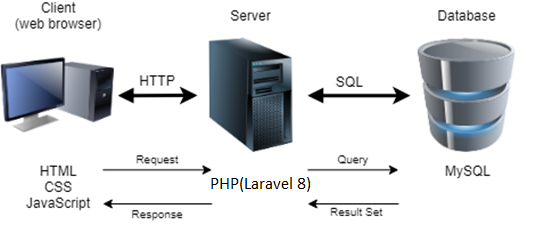 Client
(web browser)
Server
Database
HTTP
SQL
HTML
CSS
JavaScript
Request
Response
PHP(Laravel 8)
Query
Result Set
MySQL